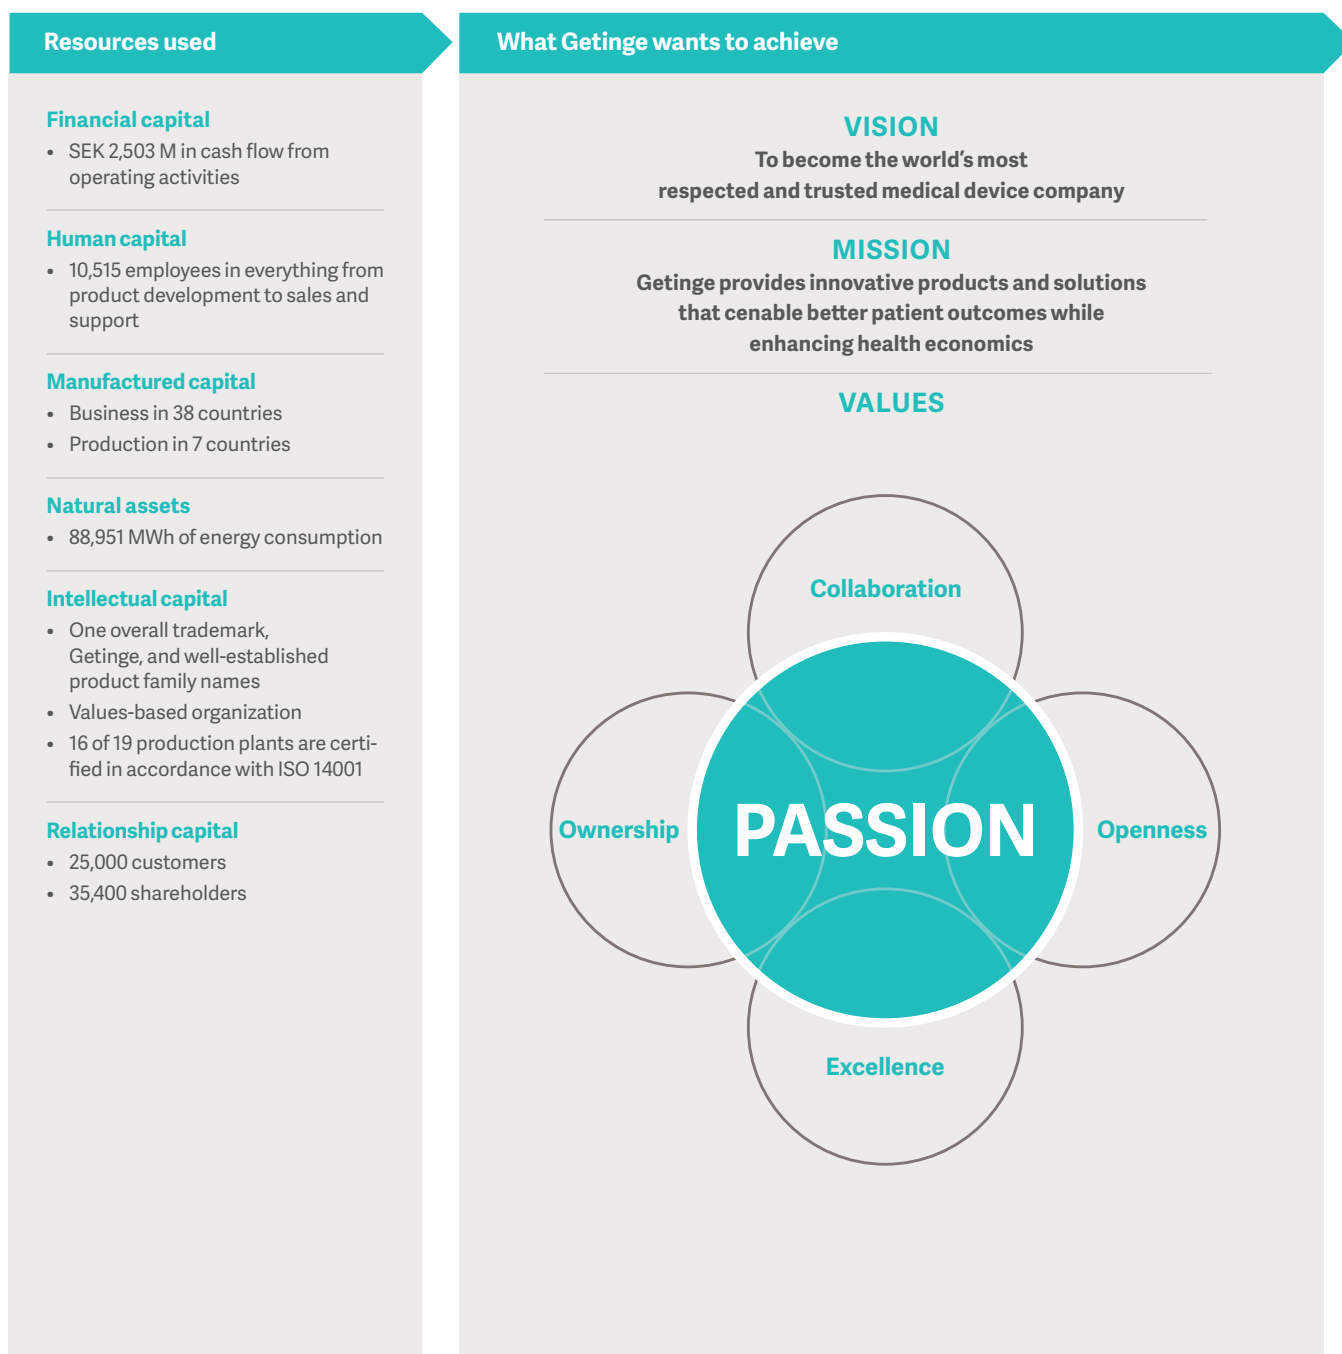 Resources used
Financial capital
• SEK 2,503 M in cash flow from
operating activities
Human capital
• 10,515 employees in everything from
product development to sales and
support
Manufactured capital
• Business in 38 countries
• Production in 7 countries
Natural assets
• 88,951 MWh of energy consumption
Intellectual capital
• One overall trademark,
Getinge, and well-established
product family names
• Values-based organization
• 16 of 19 production plants are certi-
fied in accordance with ISO 14001
Relationship capital
• 25,000 customers
• 35,400 shareholders
What Getinge wants to achieve
VISION
To become the world's most
respected and trusted medical device company
MISSION
Getinge provides innovative products and solutions
that cenable better patient outcomes while
enhancing health economics
VALUES
Collaboration
Ownership
PASSION
Openness
Excellence